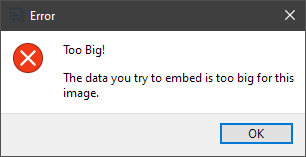 Error
Too Big!
The data you try to embed is too big for this
image.
OK